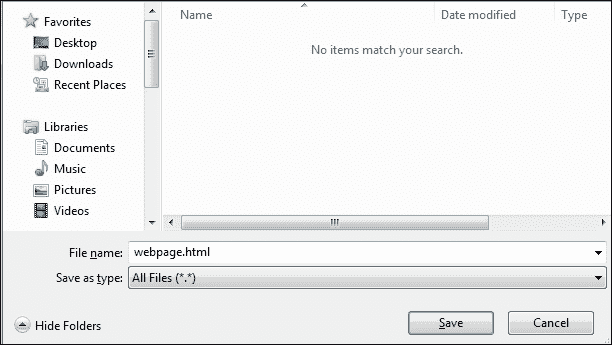 Favorites
Desktop
Downloads
Recent Places
Libraries
Documents
Music
Pictures
Videos
Name Date modified Type
No items match your search.
File name: webpage.html
Save as type: All Files (*.*)
Hide Folders Save Cancel